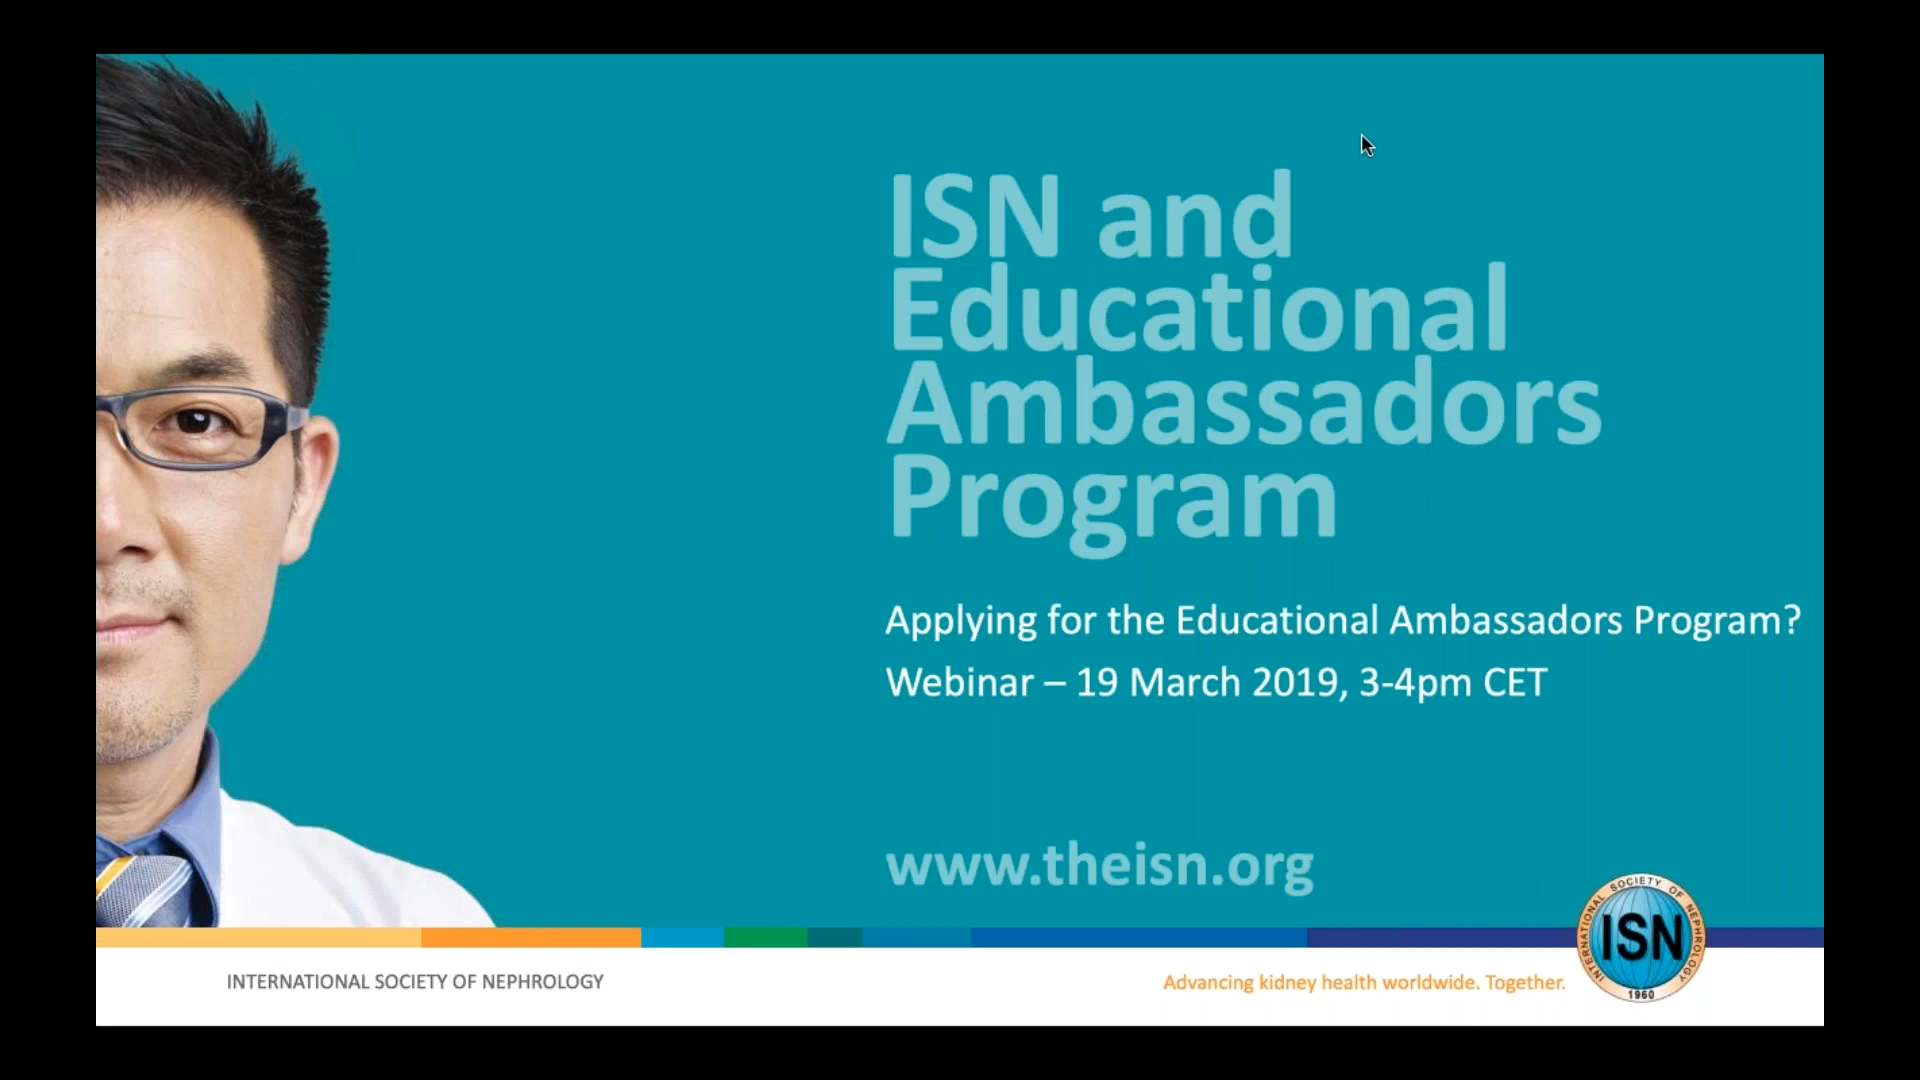 ISN and
Educational
Ambassadors
Program
Applying for the Educational Ambassadors Program?
Webinar – 19 March 2019, 3-4pm CET
www.theisn.org
INTERNATIONAL SOCIETY OF NEPHROLOGY
Advancing kidney health worldwide. Together.
INTERNATIONAL SOCIETY OF NEPHROLOGY
ISN
1960